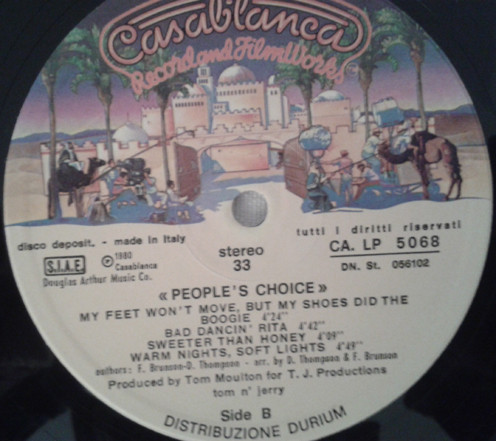 Casablanca
Record and FilmWorks
TM
disco deposit. - made in Italy
tutti i diritti riservati
stereo
33
CA. LP 5068
DN. St. 056102
S.I.A.E.
℗ 1980
Casablanca
Douglas Arthur Music Co.
« PEOPLE'S CHOICE »
MY FEET WON'T MOVE, BUT MY SHOES DID THE
BOOGIE 4'24"
BAD DANCIN' RITA 4'42"
SWEETER THAN HONEY 4'09"
WARM NIGHTS, SOFT LIGHTS 4'49"
authors: F. Brunson-D. Thompson - arr. by D. Thompson & F. Brunson
Produced by Tom Moulton for T. J. Productions
tom n' jerry
Side B
DISTRIBUZIONE DURIUM